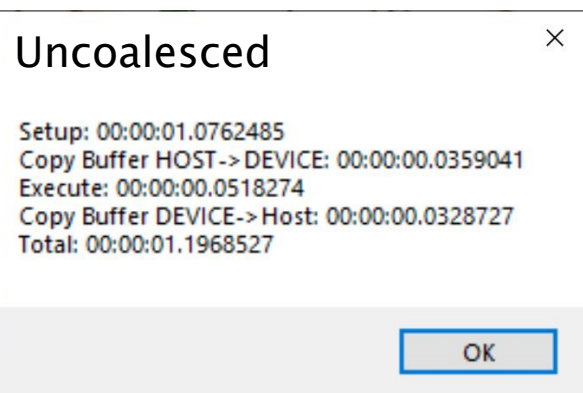 Uncoalesced
Setup: 00:00:01.0762485
Copy Buffer HOST->DEVICE: 00:00:00.0359041
Execute: 00:00:00.0518274
Copy Buffer DEVICE->Host: 00:00:00.0328727
Total: 00:00:01.1968527
OK